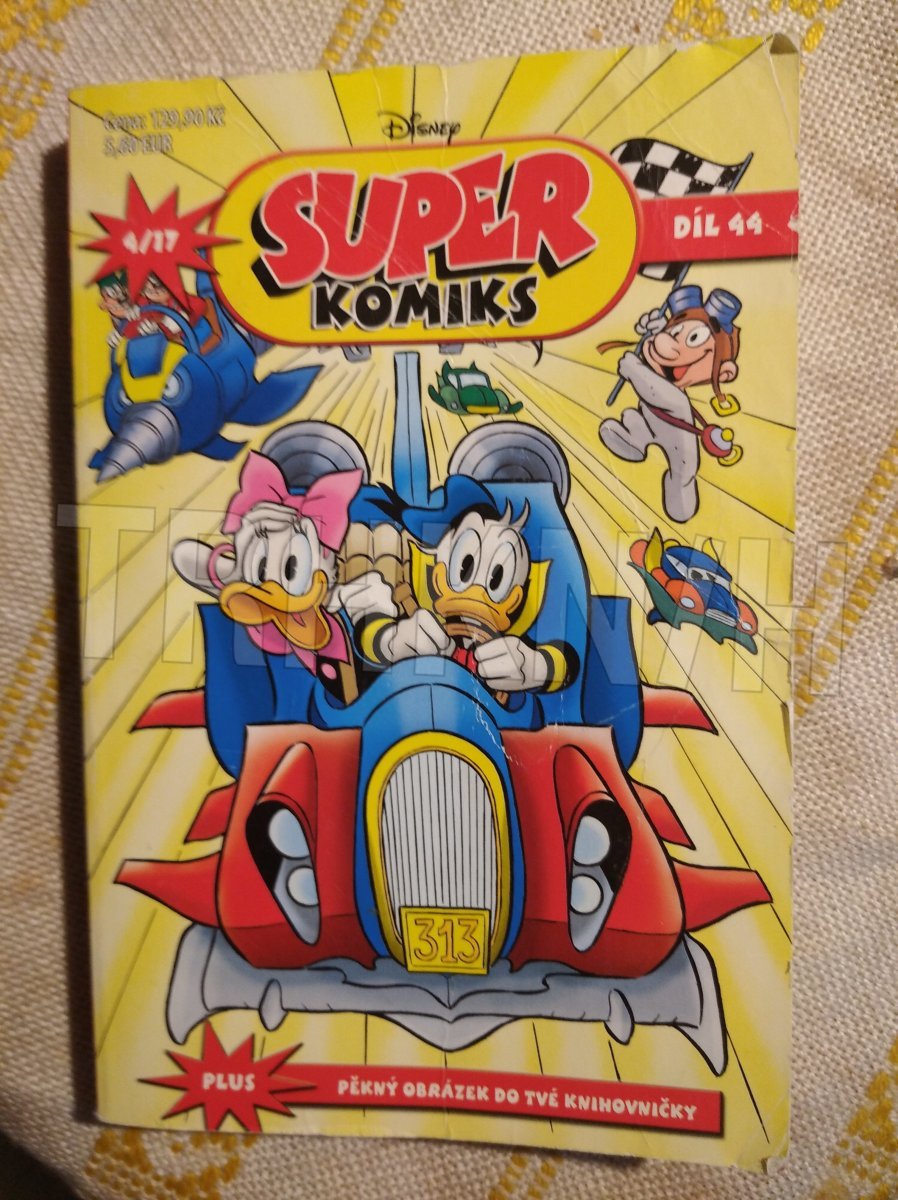 Cena: 129,90 Kč
5,60 EUR
Disney
4/17
SUPER
KOMIKS
DÍL 44
313
PLUS
PĚKNÝ OBRÁZEK DO TVÉ KNIHOVNIČKY